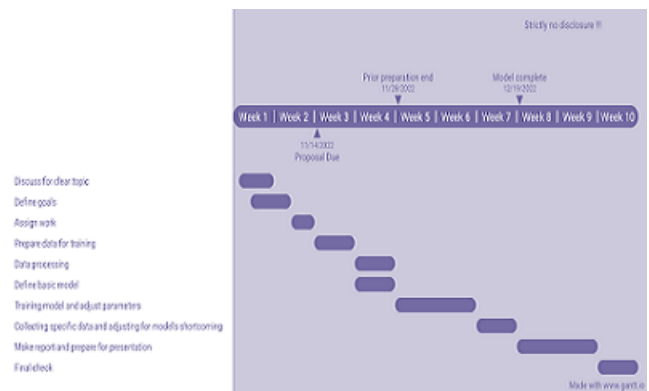 Strictly no disclosure !!!
Prior preparation end
11/28/2022
Model complete
12/19/2022
Week 1 Week 2 Week 3 Week 4 Week 5 Week 6 Week 7 Week 8 Week 9 Week 10
11/14/2022
Proposal Due
Discuss for clear topic
Define goals
Assign work
Prepare data for training
Data processing
Define basic model
Training model and adjust parameters
Collecting specific data and adjusting for models shortcoming
Make report and prepare for presentation
Final check
Made with www.gantt.io